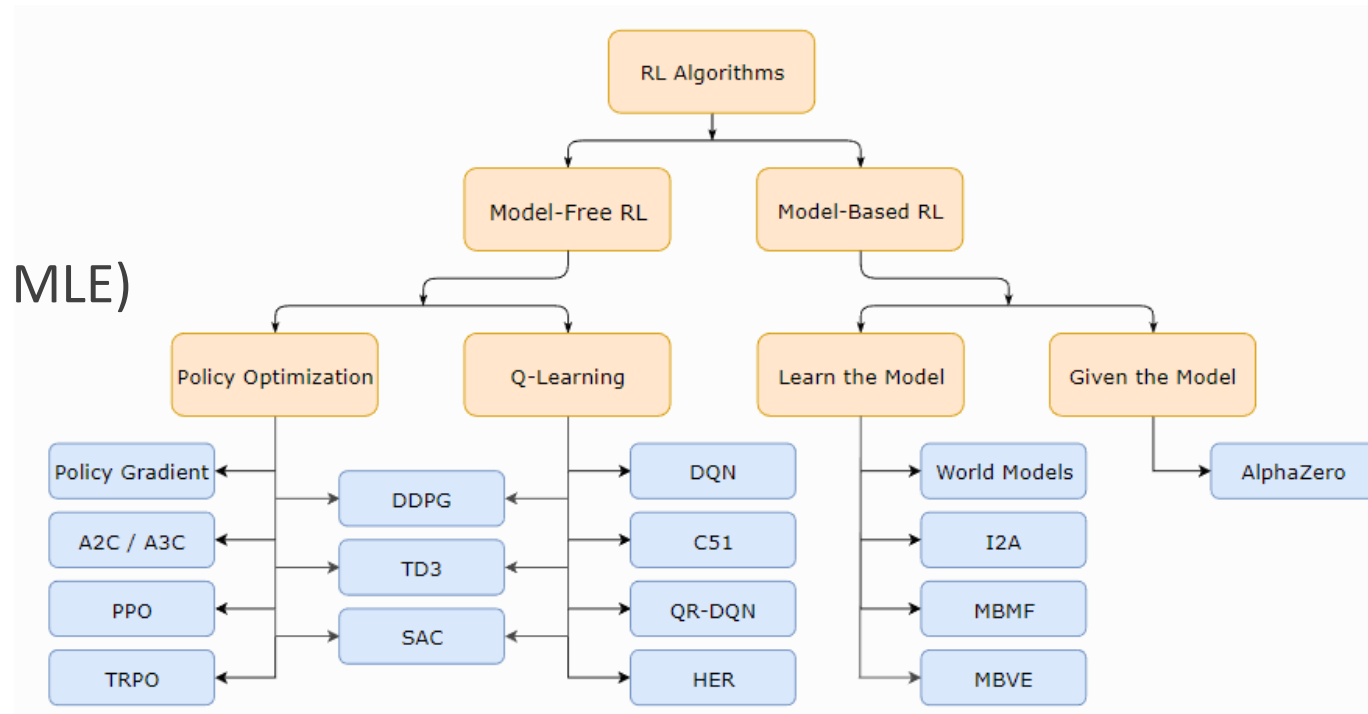 RL Algorithms
Model-Free RL
Model-Based RL
MLE)
Policy Optimization
Q-Learning
Learn the Model
Given the Model
Policy Gradient
DDPG
DQN
World Models
AlphaZero
A2C / A3C
TD3
C51
I2A
PPO
SAC
QR-DQN
MBMF
TRPO
HER
MBVE